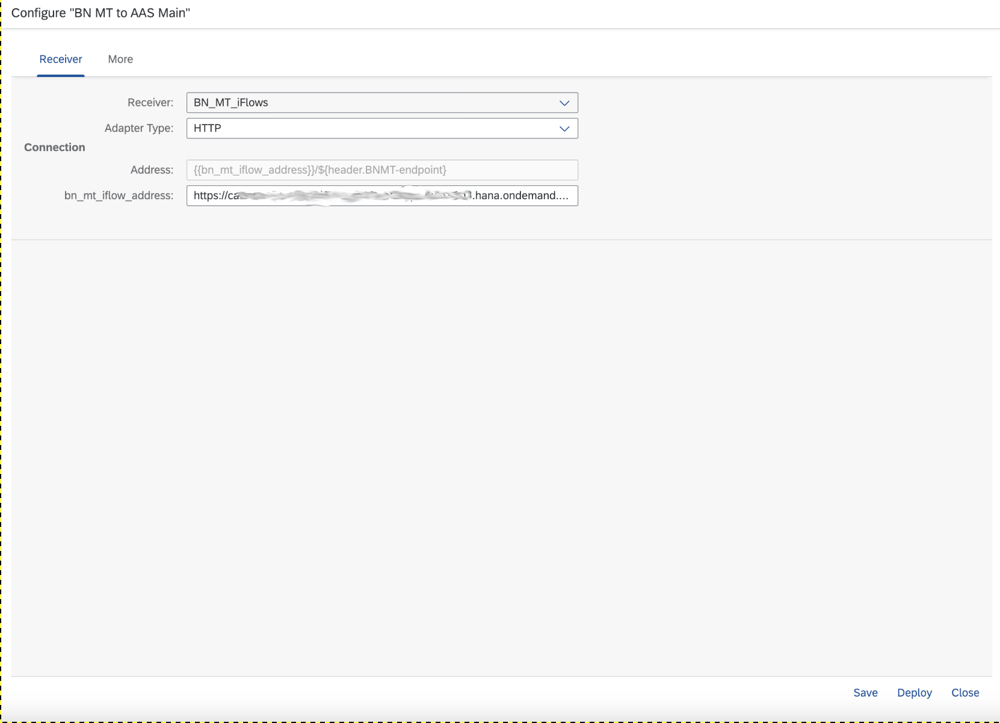 Configure "BN MT to AAS Main"
Receiver More
Receiver: BN_MT_iFlows
Adapter Type: HTTP
Connection
Address: {{bn_mt_iflow_address}}/${header.BNMT-endpoint}
bn_mt_iflow_address: https://ca .hana.ondemand....
Save Deploy Close